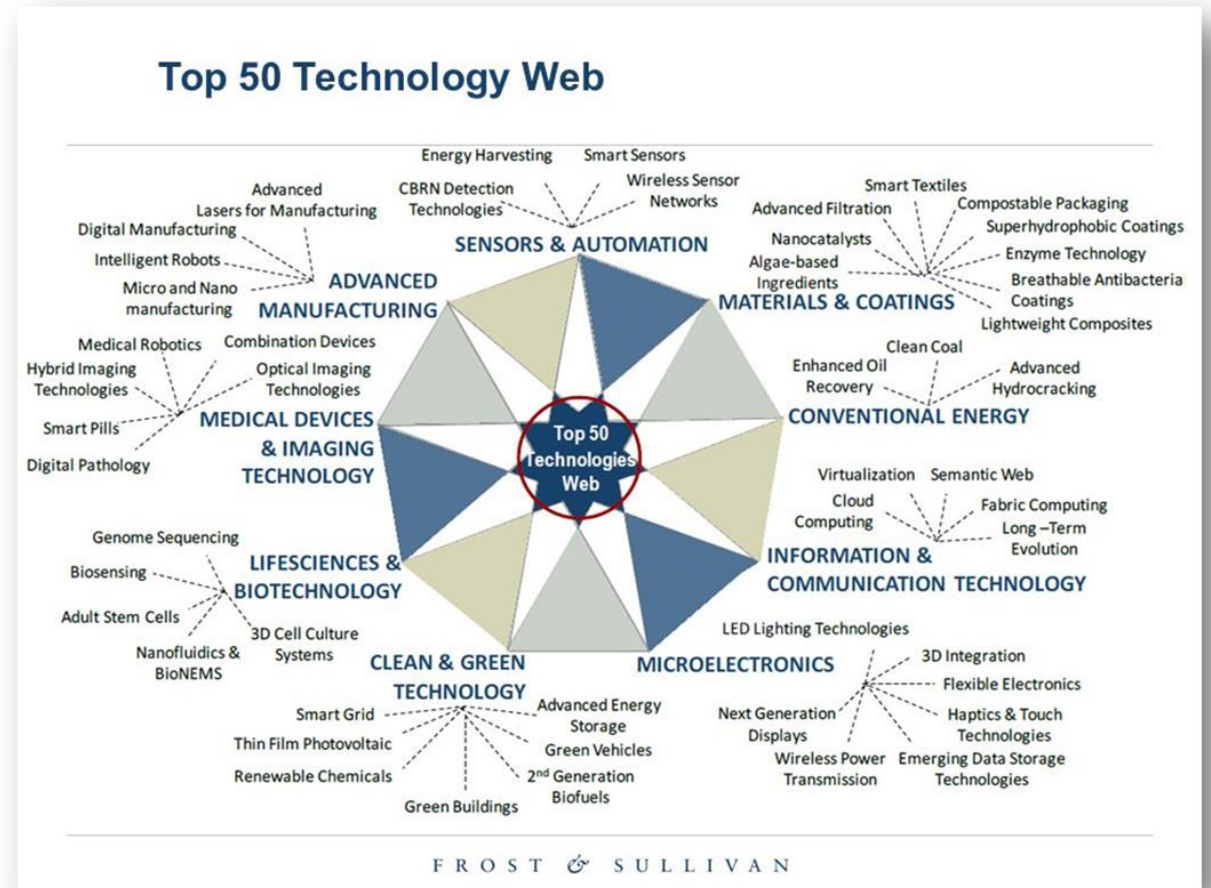 Top 50 Technology Web
Energy Harvesting
Smart Sensors
CBRN Detection
Technologies
Wireless Sensor
Networks
SENSORS & AUTOMATION
Advanced
Lasers for Manufacturing
Digital Manufacturing
Intelligent Robots
Micro and Nano
manufacturing
ADVANCED
MANUFACTURING
Smart Textiles
Advanced Filtration
Compostable Packaging
Nanocatalysts
Superhydrophobic Coatings
Algae-based
Ingredients
Enzyme Technology
Breathable Antibacteria
Coatings
Lightweight Composites
MATERIALS & COATINGS
Medical Robotics
Combination Devices
Hybrid Imaging
Technologies
Optical Imaging
Technologies
Smart Pills
Digital Pathology
MEDICAL DEVICES
& IMAGING
TECHNOLOGY
Clean Coal
Enhanced Oil
Recovery
Advanced
Hydrocracking
CONVENTIONAL ENERGY
Top 50
Technologies
Web
Virtualization
Semantic Web
Cloud
Computing
Fabric Computing
Long –Term
Evolution
INFORMATION &
COMMUNICATION TECHNOLOGY
Genome Sequencing
Biosensing
Adult Stem Cells
Nanofluidics &
BioNEMS
3D Cell Culture
Systems
LIFESCIENCES &
BIOTECHNOLOGY
CLEAN & GREEN
TECHNOLOGY
Smart Grid
Thin Film Photovoltaic
Renewable Chemicals
Green Buildings
Advanced Energy
Storage
Green Vehicles
2nd Generation
Biofuels
MICROELECTRONICS
LED Lighting Technologies
3D Integration
Flexible Electronics
Haptics & Touch
Technologies
Next Generation
Displays
Wireless Power
Transmission
Emerging Data Storage
Technologies
FROST & SULLIVAN